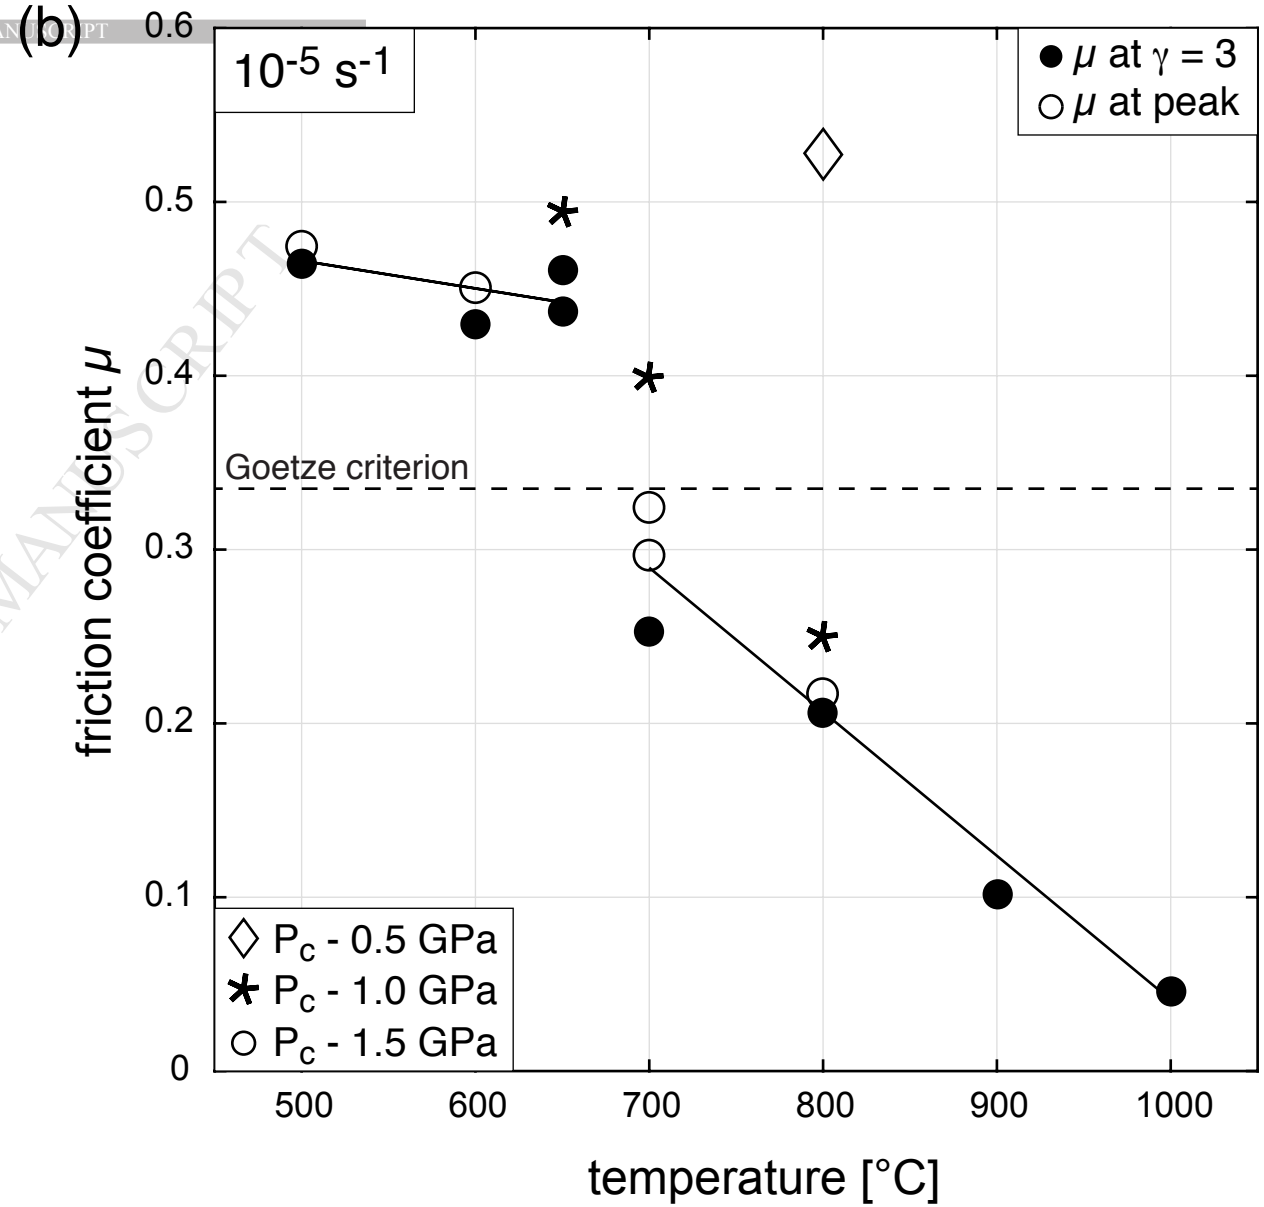 ANUSCRIPT
(b)
10-5 s-1
μ at γ = 3
μ at peak
0.6
0.5
0.4
0.3
0.2
0.1
0
friction coefficient μ
MANUSCRIPT
Goetze criterion
Pc - 0.5 GPa
Pc - 1.0 GPa
Pc - 1.5 GPa
500 600 700 800 900 1000
temperature [°C]